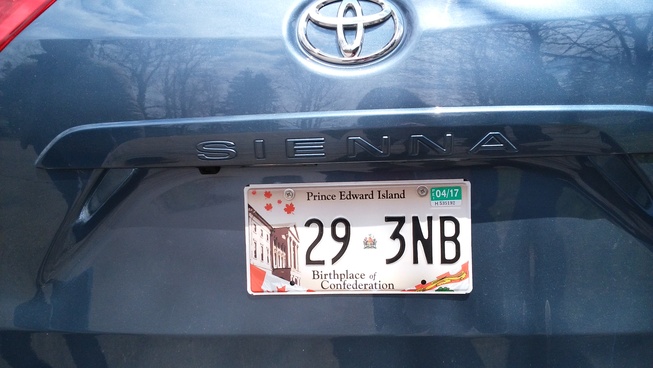 SIENNA
Prince Edward Island
04/17
29 3NB
Birthplace of
Confederation